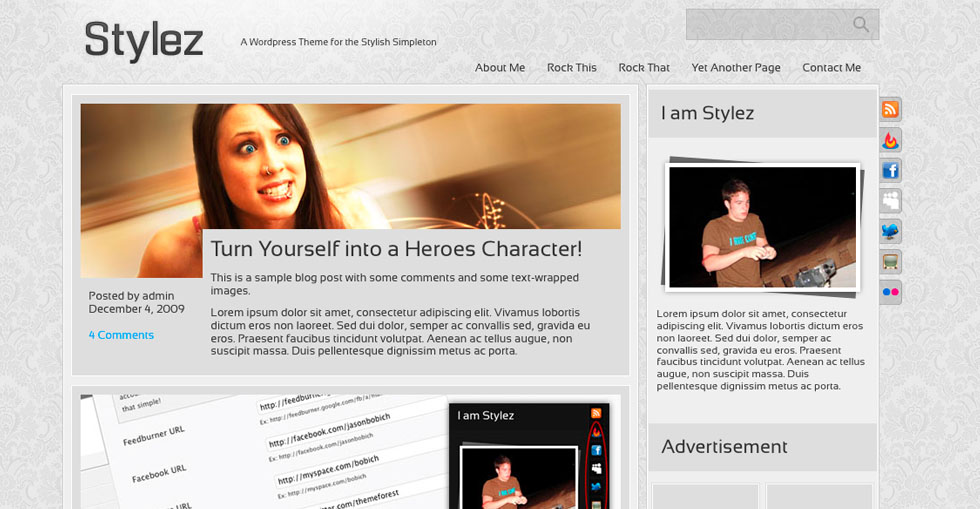 Stylez
A Wordpress Theme for the Stylish Simpleton
About Me
Rock This
Rock That
Yet Another Page
Contact Me
Turn Yourself into a Heroes Character!
This is a sample blog post with some comments and some text-wrapped
images.
Posted by admin
December 4, 2009
4 Comments
Lorem ipsum dolor sit amet, consectetur adipiscing elit. Vivamus lobortis
dictum eros non laoreet. Sed dui dolor, semper ac convallis sed, gravida eu
eros. Praesent faucibus tincidunt volutpat. Aenean ac tellus augue, non
suscipit massa. Duis pellentesque dignissim metus ac porta.
that simple!
Feedburner URL
Ex: http://feedburner.google.com/fb/a/
Facebook URL
http://facebook.com/jasonbobich
Ex: http://facebook.com/jasonbobich
http://myspace.com/bobich
Ex: http://myspace.com/bobich
twitter.com/themeforest
I am Stylez
I am Stylez
Lorem ipsum dolor sit amet, consectetur
adipiscing elit. Vivamus lobortis dictum eros
non laoreet. Sed dui dolor, semper ac
convallis sed, gravida eu eros. Praesent
faucibus tincidunt volutpat. Aenean ac tellus
augue, non suscipit massa. Duis
pellentesque dignissim metus ac porta.
Advertisement